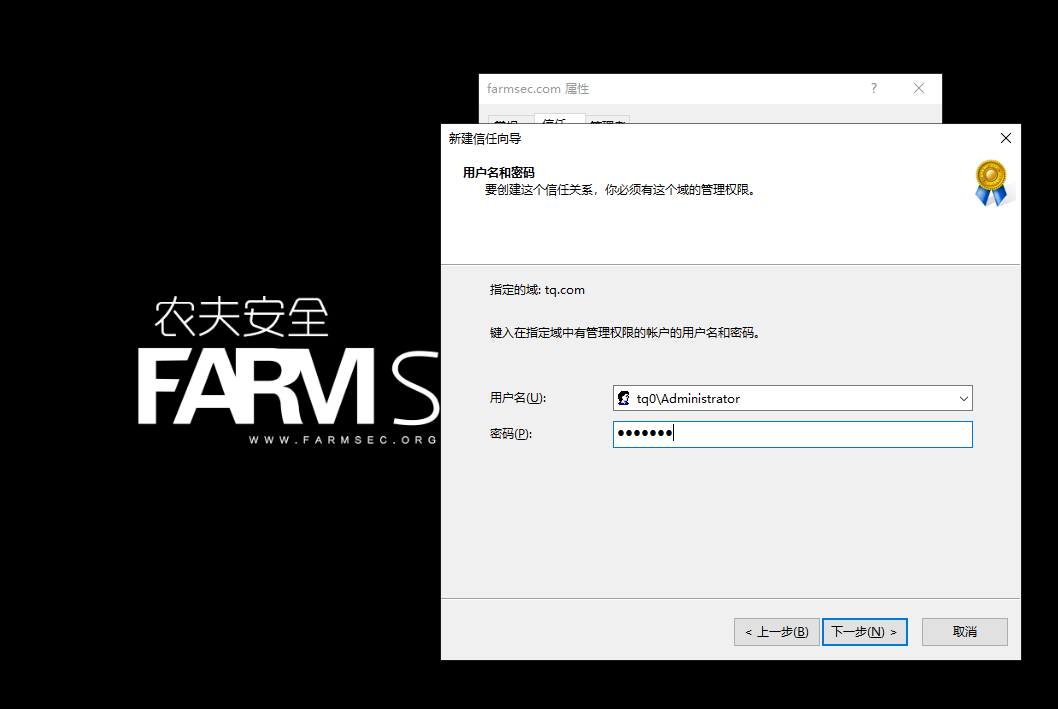 farmsec.com 属性
常规 信任 管理者
新建信任向导
用户名和密码
要创建这个信任关系，你必须有这个域的管理权限。
指定的域: tq.com
键入在指定域中有管理权限的帐户的用户名和密码。
用户名(U): tq0\Administrator
密码(P): ●●●●●●●
< 上一步(B) 下一步(N) > 取消
农夫安全
FARM S
WWW.FARMSEC.ORG